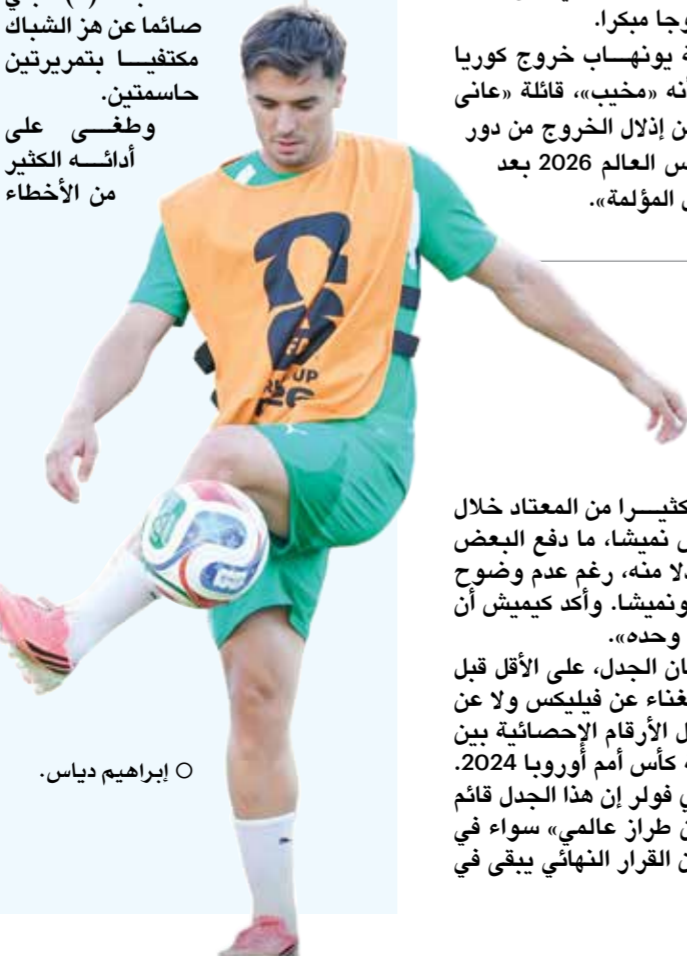 وجا مبكرا.
ة يونهاب خروج كوريا
انه «مخيب»، قائلة «عانى
ن إذلال الخروج من دور
س العالم 2026 بعد
المؤلمة».
كثيرا من المعتاد خلال
نميشا، ما دفع البعض
دلا منه، رغم عدم وضوح
ونميشا. وأكد كيميش أن
وحده».
ان الجدل، على الأقل قبل
غناء عن فيليكس ولا عن
ل الأرقام الإحصائية بين
ة كأس أمم أوروبا 2024.
ي فولر إن هذا الجدل قائم
ن طراز عالمي» سواء في
ن القرار النهائي يبقى في
صائما عن هز الشباك
مكتفيا بتمريرتين
حاسمتين.
وطغى على
أدائه الكثير
من الأخطاء
○ إبراهيم دياس.